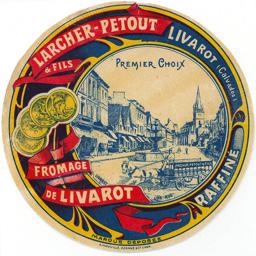 LARCHER-PETOUT
& FILS
LIVAROT (Calvados)
PREMIER CHOIX
FROMAGE
DE LIVAROT
RAFFINÉ
MARQUE DÉPOSÉE